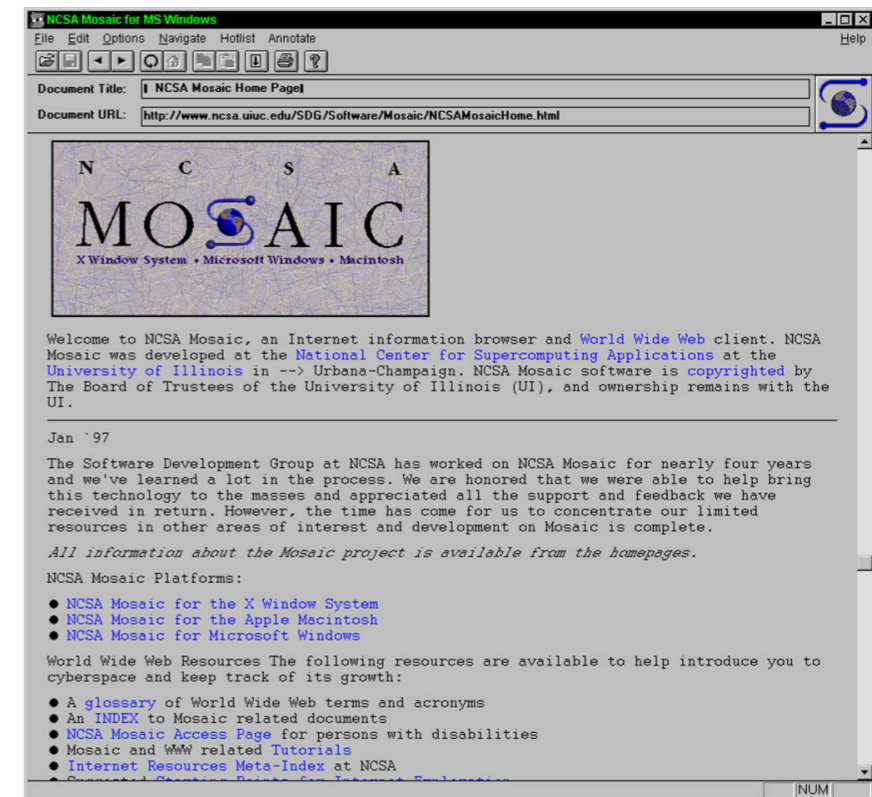 NCSA Mosaic for MS Windows
File Edit Options Navigate Hotlist Annotate Help
Document Title: NCSA Mosaic Home Page
Document URL: http://www.ncsa.uiuc.edu/SDG/Software/Mosaic/NCSAMosaicHome.html
N C S A
MOSAIC
X Window System • Microsoft Windows • Macintosh
Welcome to NCSA Mosaic, an Internet information browser and World Wide Web client. NCSA
Mosaic was developed at the National Center for Supercomputing Applications at the
University of Illinois in --> Urbana-Champaign. NCSA Mosaic software is copyrighted by
The Board of Trustees of the University of Illinois (UI), and ownership remains with the
UI.
Jan `97
The Software Development Group at NCSA has worked on NCSA Mosaic for nearly four years
and we've learned a lot in the process. We are honored that we were able to help bring
this technology to the masses and appreciated all the support and feedback we have
received in return. However, the time has come for us to concentrate our limited
resources in other areas of interest and development on Mosaic is complete.
All information about the Mosaic project is available from the homepages.
NCSA Mosaic Platforms:
● NCSA Mosaic for the X Window System
● NCSA Mosaic for the Apple Macintosh
● NCSA Mosaic for Microsoft Windows
World Wide Web Resources The following resources are available to help introduce you to
cyberspace and keep track of its growth:
● A glossary of World Wide Web terms and acronyms
● An INDEX to Mosaic related documents
● NCSA Mosaic Access Page for persons with disabilities
● Mosaic and WWW related Tutorials
● Internet Resources Meta-Index at NCSA
● Suggested Starting Points for Internet Exploration
NUM